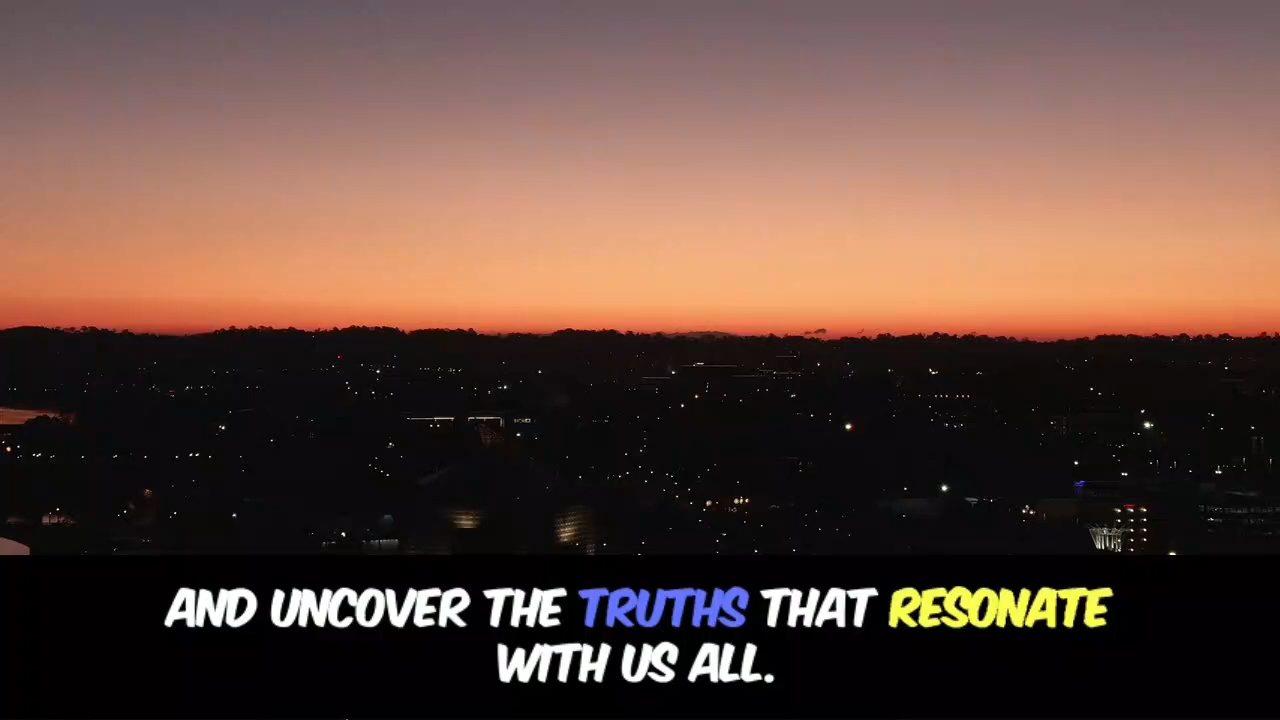 AND UNCOVER THE TRUTHS THAT RESONATE
WITH US ALL.